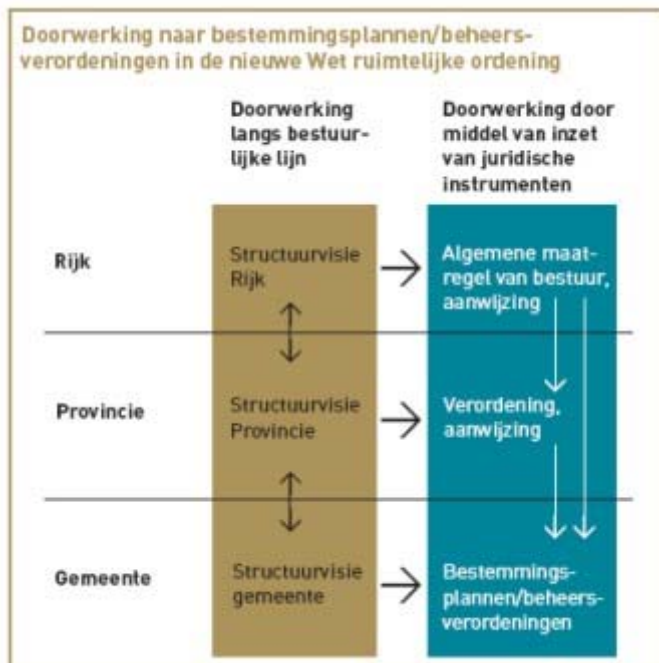 Doorwerking naar bestemmingsplannen/beheers-
verordeningen in de nieuwe Wet ruimtelijke ordening
Doorwerking
langs bestuur-
lijke lijn
Doorwerking door
middel van inzet
van juridische
instrumenten
Rijk
Structuurvisie
Rijk
Algemene maat-
regel van bestuur,
aanwijzing
Provincie
Structuurvisie
Provincie
Verordening,
aanwijzing
Gemeente
Structuurvisie
gemeente
Bestemmings-
plannen/beheers-
verordeningen